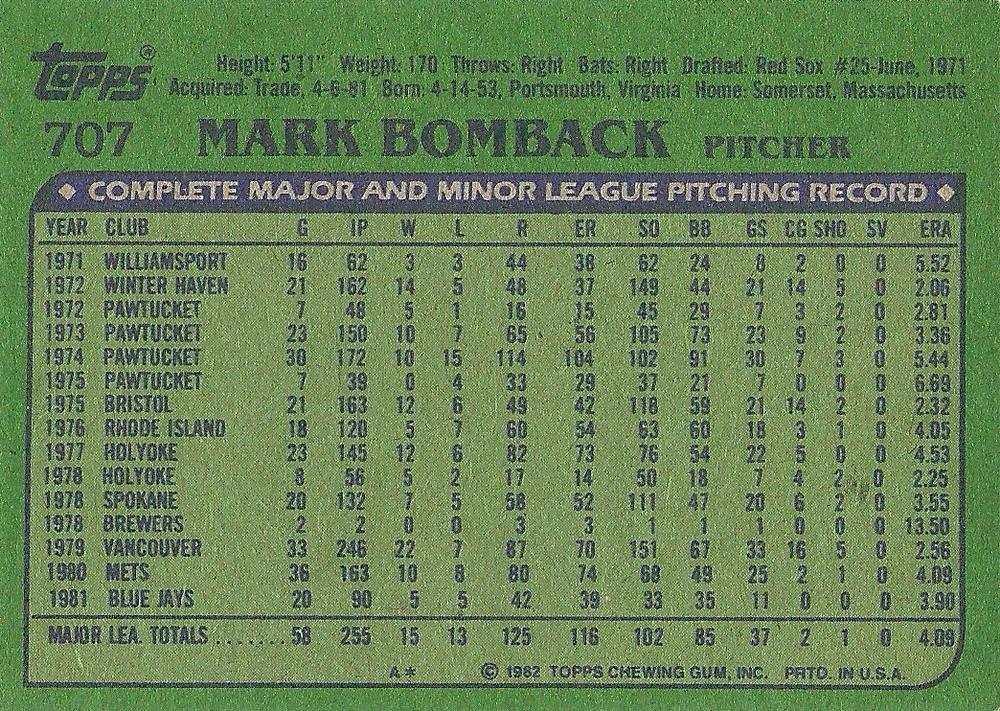 Topps® Height: 5'11" Weight: 170 Throws: Right Bats: Right Drafted: Red Sox #25-June, 1971
Acquired: Trade, 4-6-81 Born: 4-14-53, Portsmouth, Virginia Home: Somerset, Massachusetts
707 MARK BOMBACK PITCHER
◆ COMPLETE MAJOR AND MINOR LEAGUE PITCHING RECORD ◆
YEAR CLUB G IP W L R ER SO BB GS CG SHO SV ERA
1971 WILLIAMSPORT 16 62 3 3 44 38 62 24 8 2 0 0 5.52
1972 WINTER HAVEN 21 162 14 5 48 37 149 44 21 14 5 0 2.06
1972 PAWTUCKET 7 48 5 1 16 15 45 29 7 3 2 0 2.81
1973 PAWTUCKET 23 150 10 7 65 56 105 73 23 9 2 0 3.36
1974 PAWTUCKET 30 172 10 15 114 104 102 91 30 7 3 0 5.44
1975 PAWTUCKET 7 39 0 4 33 29 37 21 7 0 0 0 6.69
1975 BRISTOL 21 163 12 6 49 42 118 59 21 14 2 0 2.32
1976 RHODE ISLAND 18 120 5 7 60 54 63 60 18 3 1 0 4.05
1977 HOLYOKE 23 145 12 6 82 73 76 54 22 5 0 0 4.53
1978 HOLYOKE 8 56 5 2 17 14 50 18 7 4 2 0 2.25
1978 SPOKANE 20 132 7 5 58 52 111 47 20 6 2 0 3.55
1978 BREWERS 2 2 0 0 3 3 1 1 1 0 0 0 13.50
1979 VANCOUVER 33 246 22 7 87 70 151 67 33 16 5 0 2.56
1980 METS 36 163 10 8 80 74 68 49 25 2 1 0 4.09
1981 BLUE JAYS 20 90 5 5 42 39 33 35 11 0 0 0 3.90
MAJOR LEA. TOTALS.......58 255 15 13 125 116 102 85 37 2 1 0 4.09
A* © 1982 TOPPS CHEWING GUM, INC. PRTD. IN U.S.A.